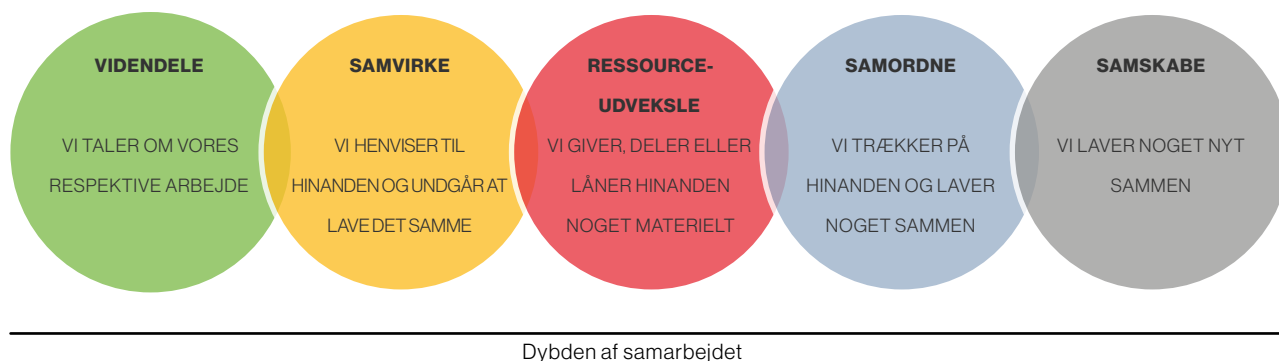 VIDENDELE
VI TALER OM VORES
RESPEKTIVE ARBEJDE
SAMVIRKE
VI HENVISER TIL
HINANDEN OG UNDGÅR AT
LAVE DET SAMME
RESSOURCE-
UDVEKSLE
VI GIVER, DELER ELLER
LÅNER HINANDEN
NOGET MATERIELT
SAMORDNE
VI TRÆKKER PÅ
HINANDEN OG LAVER
NOGET SAMMEN
SAMSKABE
VI LAVER NOGET NYT
SAMMEN
Dybden af samarbejdet